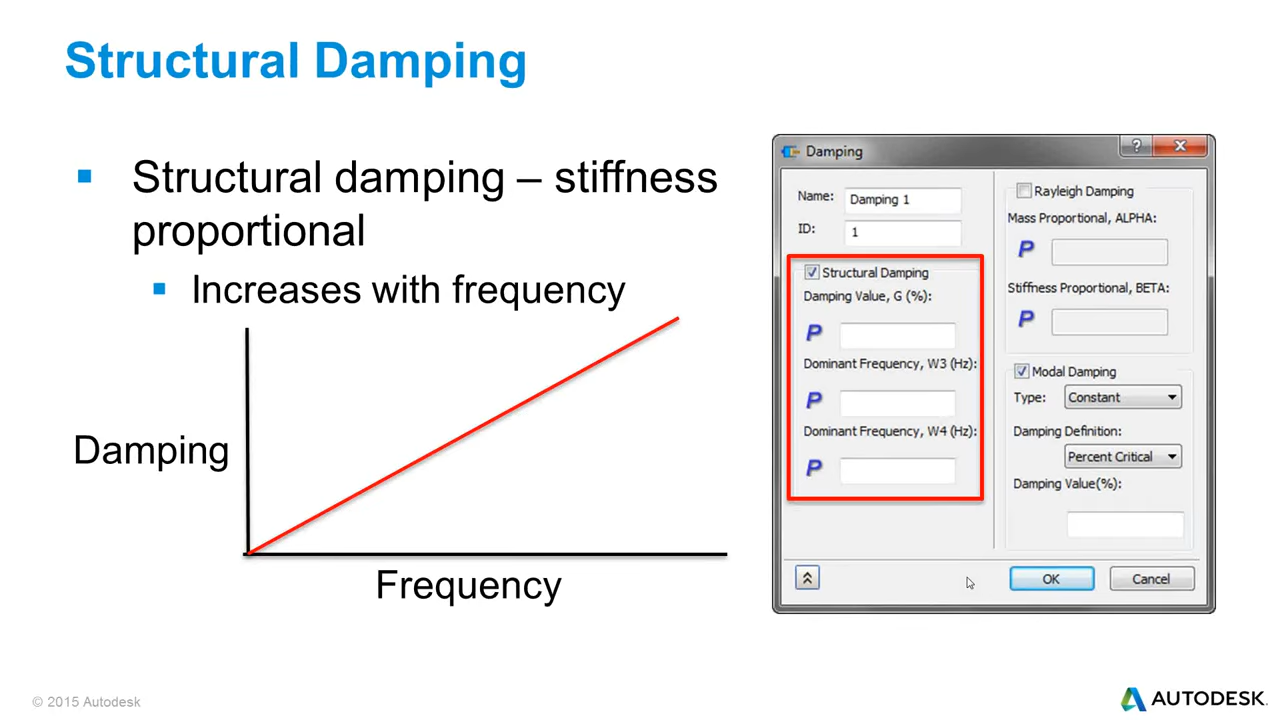 Structural Damping
Structural damping – stiffness
proportional
Increases with frequency
Damping
Frequency
Damping
?
Name: Damping 1
ID: 1
Structural Damping
Damping Value, G (%):
P
Dominant Frequency, W3 (Hz):
P
Dominant Frequency, W4 (Hz):
P
Rayleigh Damping
Mass Proportional, ALPHA:
P
Stiffness Proportional, BETA:
P
Modal Damping
Type: Constant
Damping Definition:
Percent Critical
Damping Value(%):
OK Cancel
© 2015 Autodesk
AUTODESK.